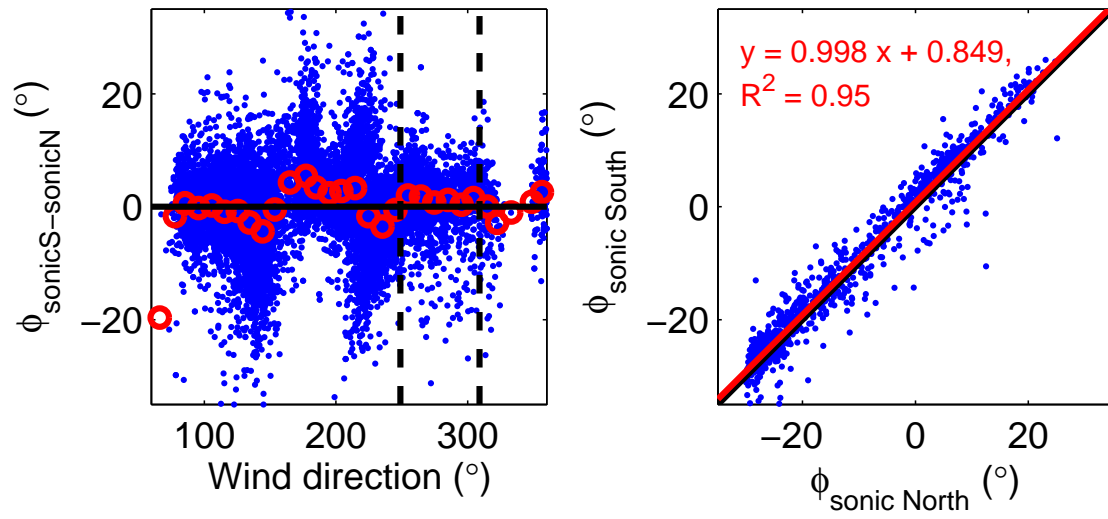 20
0
−20
ϕsonicS−sonicN (°)
100 200 300
Wind direction (°)
y = 0.998 x + 0.849,
R² = 0.95
20
0
−20
ϕsonic South (°)
−20 0 20
ϕsonic North (°)